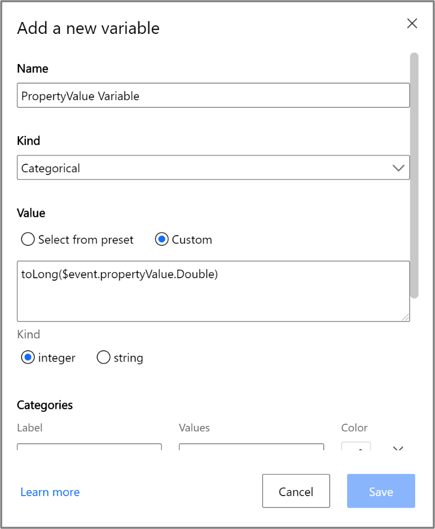 Add a new variable
Name
PropertyValue Variable
Kind
Categorical
Value
Select from preset Custom
toLong($event.propertyValue.Double)
Kind
integer string
Categories
Label Values Color
Learn more Cancel Save